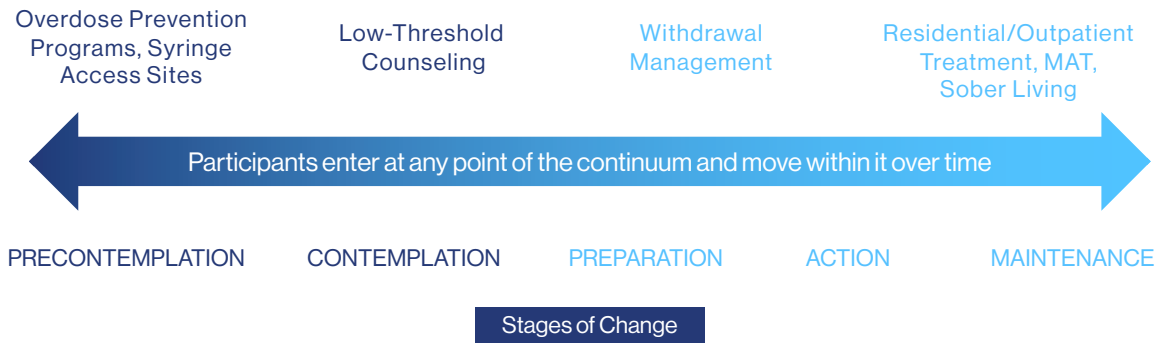 Overdose Prevention
Programs, Syringe
Access Sites
Low-Threshold
Counseling
Withdrawal
Management
Residential/Outpatient
Treatment, MAT,
Sober Living
Participants enter at any point of the continuum and move within it over time
PRECONTEMPLATION
CONTEMPLATION
PREPARATION
ACTION
MAINTENANCE
Stages of Change